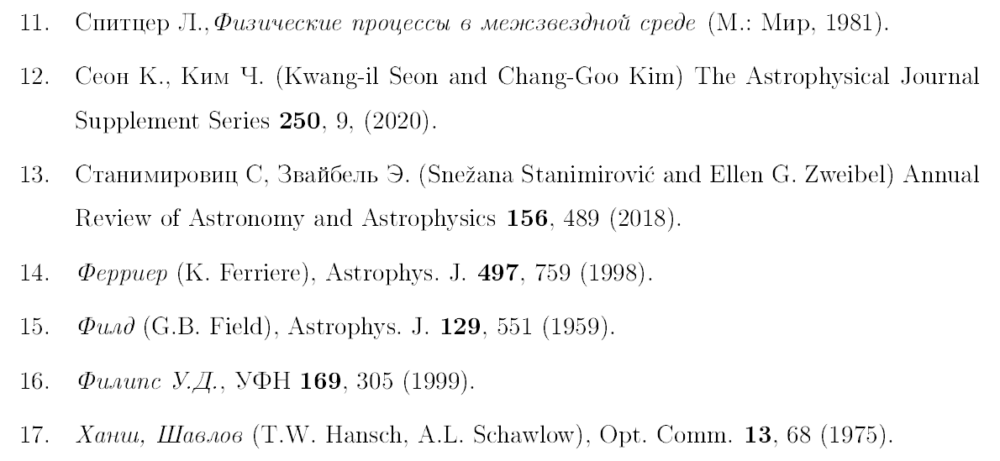 11. Спитцер Л.,Физические процессы в межзвездной среде (М.: Мир, 1981).
12. Сеон К., Ким Ч. (Kwang-il Seon and Chang-Goo Kim) The Astrophysical Journal
Supplement Series 250, 9, (2020).
13. Станимировиц С, Звайбель Э. (Snežana Stanimirović and Ellen G. Zweibel) Annual
Review of Astronomy and Astrophysics 156, 489 (2018).
14. Ферриер (K. Ferriere), Astrophys. J. 497, 759 (1998).
15. Филд (G.B. Field), Astrophys. J. 129, 551 (1959).
16. Филипс У.Д., УФН 169, 305 (1999).
17. Ханш, Шавлов (T.W. Hansch, A.L. Schawlow), Opt. Comm. 13, 68 (1975).